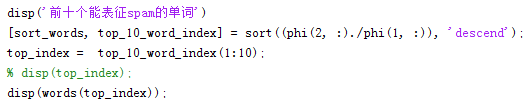 disp('前十个能表征spam的单词')
[sort_words, top_10_word_index] = sort((phi(2, :)./phi(1, :)), 'descend');
top_index =  top_10_word_index(1:10);
% disp(top_index);
disp(words(top_index));